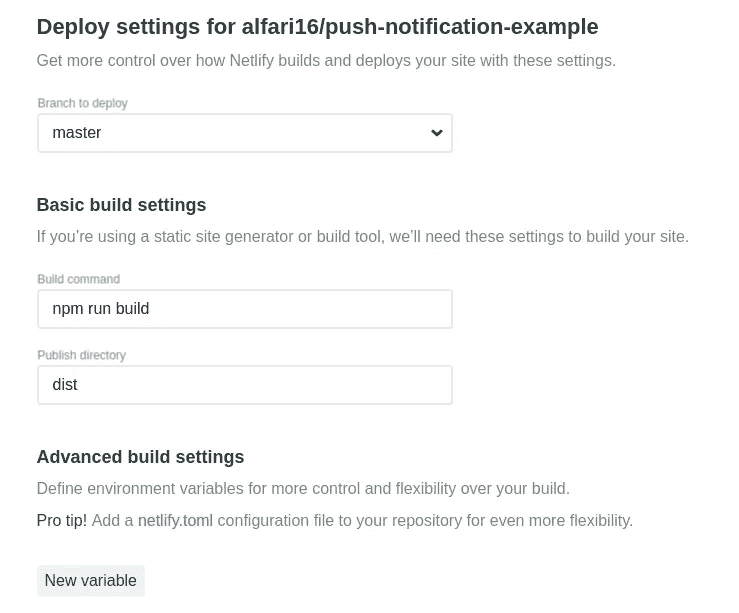 Deploy settings for alfari16/push-notification-example
Get more control over how Netlify builds and deploys your site with these settings.
Branch to deploy
master
Basic build settings
If you’re using a static site generator or build tool, we’ll need these settings to build your site.
Build command
npm run build
Publish directory
dist
Advanced build settings
Define environment variables for more control and flexibility over your build.
Pro tip! Add a netlify.toml configuration file to your repository for even more flexibility.
New variable